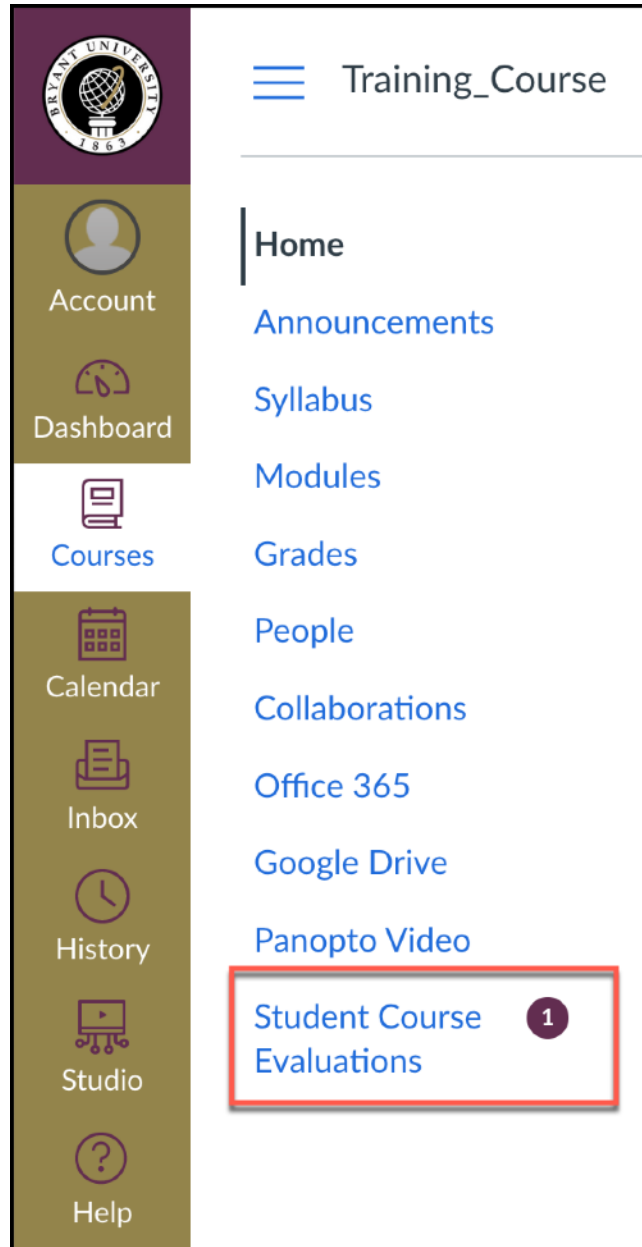 BRYANT UNIVERSITY
1863
Training_Course
Account
Dashboard
Courses
Calendar
Inbox
History
Studio
Help
Home
Announcements
Syllabus
Modules
Grades
People
Collaborations
Office 365
Google Drive
Panopto Video
Student Course 1
Evaluations